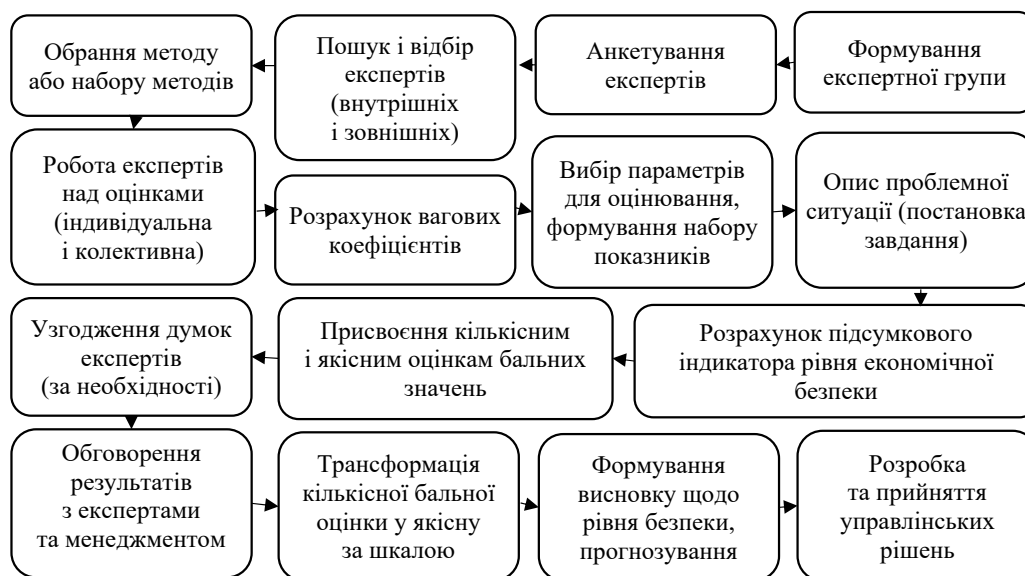 Обрання методу
або набору методів
Пошук і відбір
експертів
(внутрішніх
і зовнішніх)
Анкетування
експертів
Формування
експертної групи
Робота експертів
над оцінками
(індивідуальна
і колективна)
Розрахунок вагових
коефіцієнтів
Вибір параметрів
для оцінювання,
формування набору
показників
Опис проблемної
ситуації (постановка
завдання)
Узгодження думок
експертів
(за необхідності)
Присвоєння кількісним
і якісним оцінкам бальних
значень
Розрахунок підсумкового
індикатора рівня економічної
безпеки
Обговорення
результатів
з експертами
та менеджментом
Трансформація
кількісної бальної
оцінки у якісну
за шкалою
Формування
висновку щодо
рівня безпеки,
прогнозування
Розробка
та прийняття
управлінських
рішень